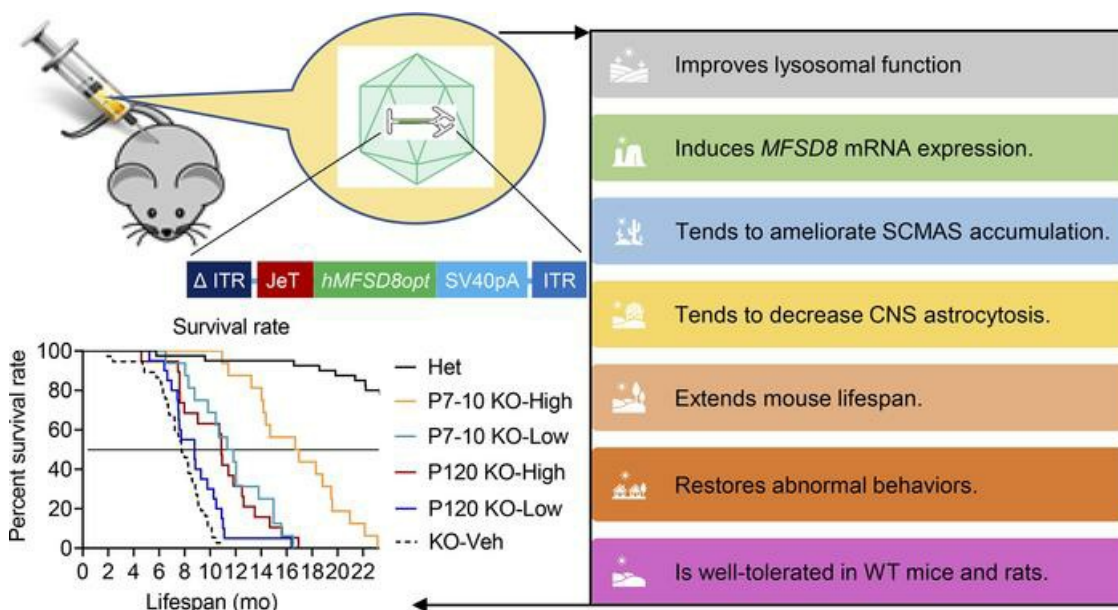 Improves lysosomal function
Induces MFSD8 mRNA expression.
Tends to ameliorate SCMAS accumulation.
Tends to decrease CNS astrocytosis.
Extends mouse lifespan.
Restores abnormal behaviors.
Is well-tolerated in WT mice and rats.
Δ ITR JeT hMFSD8opt SV40pA ITR
Survival rate
Percent survival rate
100
80
60
40
20
0
0 2 4 6 8 10 12 14 16 18 20 22
Lifespan (mo)
Het
P7-10 KO-High
P7-10 KO-Low
P120 KO-High
P120 KO-Low
KO-Veh